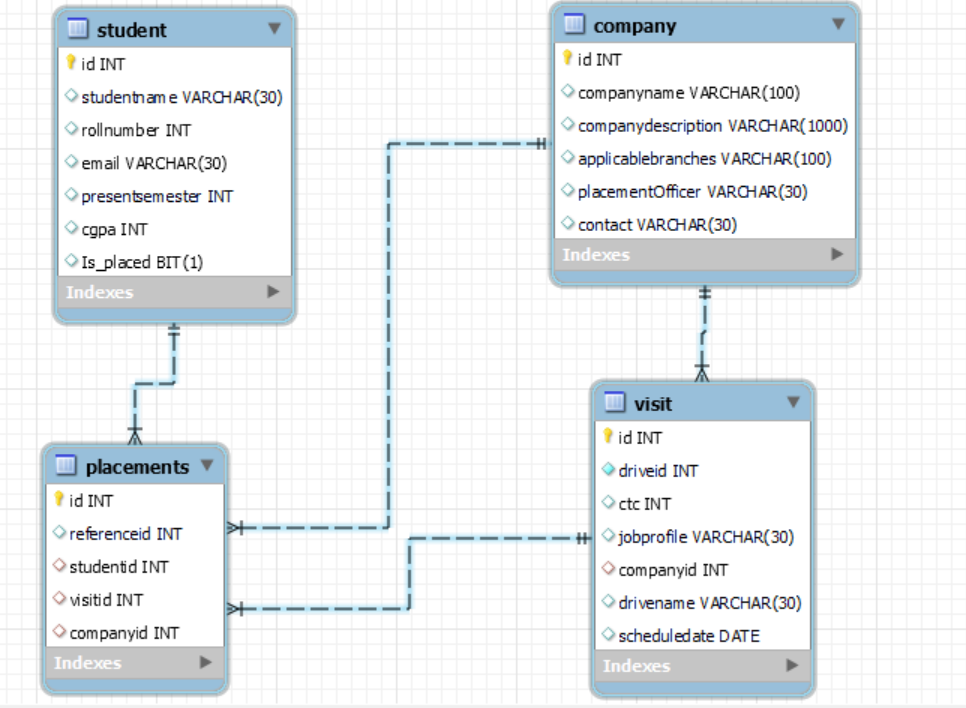 student
id INT
studentname VARCHAR(30)
rollnumber INT
email VARCHAR(30)
presentsemester INT
cgpa INT
Is_placed BIT(1)
Indexes
company
id INT
companyname VARCHAR(100)
companydescription VARCHAR(1000)
applicablebranches VARCHAR(100)
placementOfficer VARCHAR(30)
contact VARCHAR(30)
Indexes
placements
id INT
referenceid INT
studentid INT
visitid INT
companyid INT
Indexes
visit
id INT
driveid INT
ctc INT
jobprofile VARCHAR(30)
companyid INT
drivename VARCHAR(30)
scheduledate DATE
Indexes